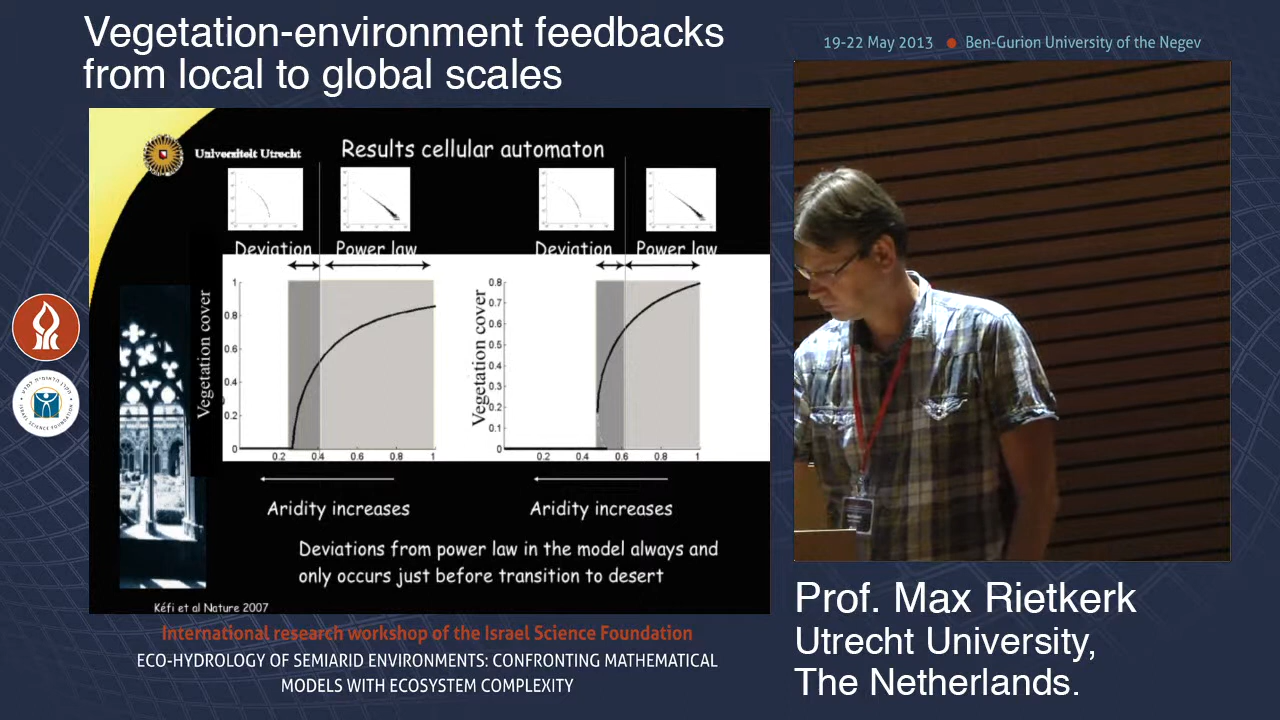 Vegetation-environment feedbacks
from local to global scales
19-22 May 2013 ● Ben-Gurion University of the Negev
Universiteit Utrecht
Results cellular automaton
Deviation
Power law
Deviation
Power law
Vegetation cover
1
0.8
0.6
0.4
0.2
0
0.2 0.4 0.6 0.8 1
Vegetation cover
0.8
0.7
0.6
0.5
0.4
0.3
0.2
0.1
0
0.2 0.4 0.6 0.8 1
Aridity increases
Aridity increases
Deviations from power law in the model always and
only occurs just before transition to desert
Kéfi et al Nature 2007
International research workshop of the Israel Science Foundation
ECO-HYDROLOGY OF SEMIARID ENVIRONMENTS: CONFRONTING MATHEMATICAL
MODELS WITH ECOSYSTEM COMPLEXITY
ISRAEL SCIENCE FOUNDATION
Prof. Max Rietkerk
Utrecht University,
The Netherlands.